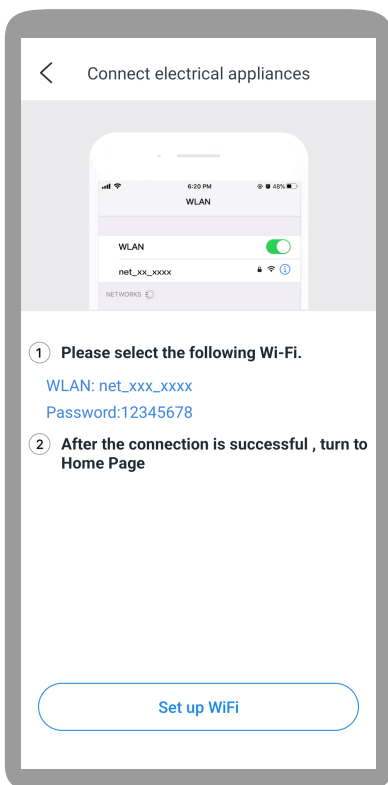 Connect electrical appliances
6:20 PM
48%
WLAN
WLAN
net_xx_xxxx
NETWORKS
1 Please select the following Wi-Fi.
WLAN: net_xxx_xxxx
Password:12345678
2 After the connection is successful , turn to
Home Page
Set up WiFi